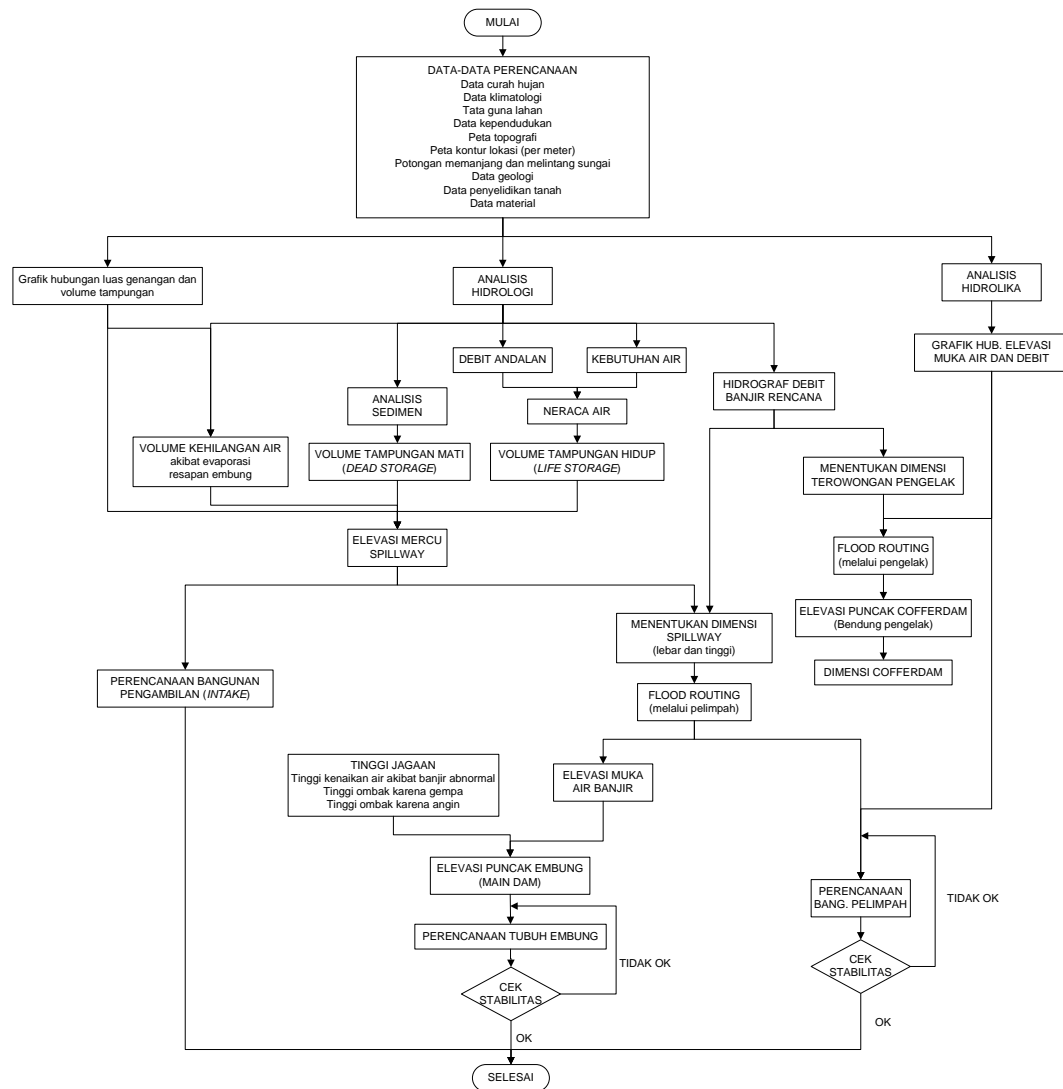 MULAI
DATA-DATA PERENCANAAN
Data curah hujan
Data klimatologi
Tata guna lahan
Data kependudukan
Peta topografi
Peta kontur lokasi (per meter)
Potongan memanjang dan melintang sungai
Data geologi
Data penyelidikan tanah
Data material
Grafik hubungan luas genangan dan
volume tampungan
ANALISIS
HIDROLOGI
ANALISIS
HIDROLIKA
DEBIT ANDALAN
KEBUTUHAN AIR
GRAFIK HUB. ELEVASI
MUKA AIR DAN DEBIT
HIDROGRAF DEBIT
BANJIR RENCANA
ANALISIS
SEDIMEN
NERACA AIR
VOLUME KEHILANGAN AIR
akibat evaporasi
resapan embung
VOLUME TAMPUNGAN MATI
(DEAD STORAGE)
VOLUME TAMPUNGAN HIDUP
(LIFE STORAGE)
MENENTUKAN DIMENSI
TEROWONGAN PENGELAK
ELEVASI MERCU
SPILLWAY
FLOOD ROUTING
(melalui pengelak)
ELEVASI PUNCAK COFFERDAM
(Bendung pengelak)
MENENTUKAN DIMENSI
SPILLWAY
(lebar dan tinggi)
DIMENSI COFFERDAM
PERENCANAAN BANGUNAN
PENGAMBILAN (INTAKE)
FLOOD ROUTING
(melalui pelimpah)
TINGGI JAGAAN
Tinggi kenaikan air akibat banjir abnormal
Tinggi ombak karena gempa
Tinggi ombak karena angin
ELEVASI MUKA
AIR BANJIR
ELEVASI PUNCAK EMBUNG
(MAIN DAM)
PERENCANAAN
BANG. PELIMPAH
TIDAK OK
PERENCANAAN TUBUH EMBUNG
TIDAK OK
CEK
STABILITAS
CEK
STABILITAS
OK
OK
SELESAI